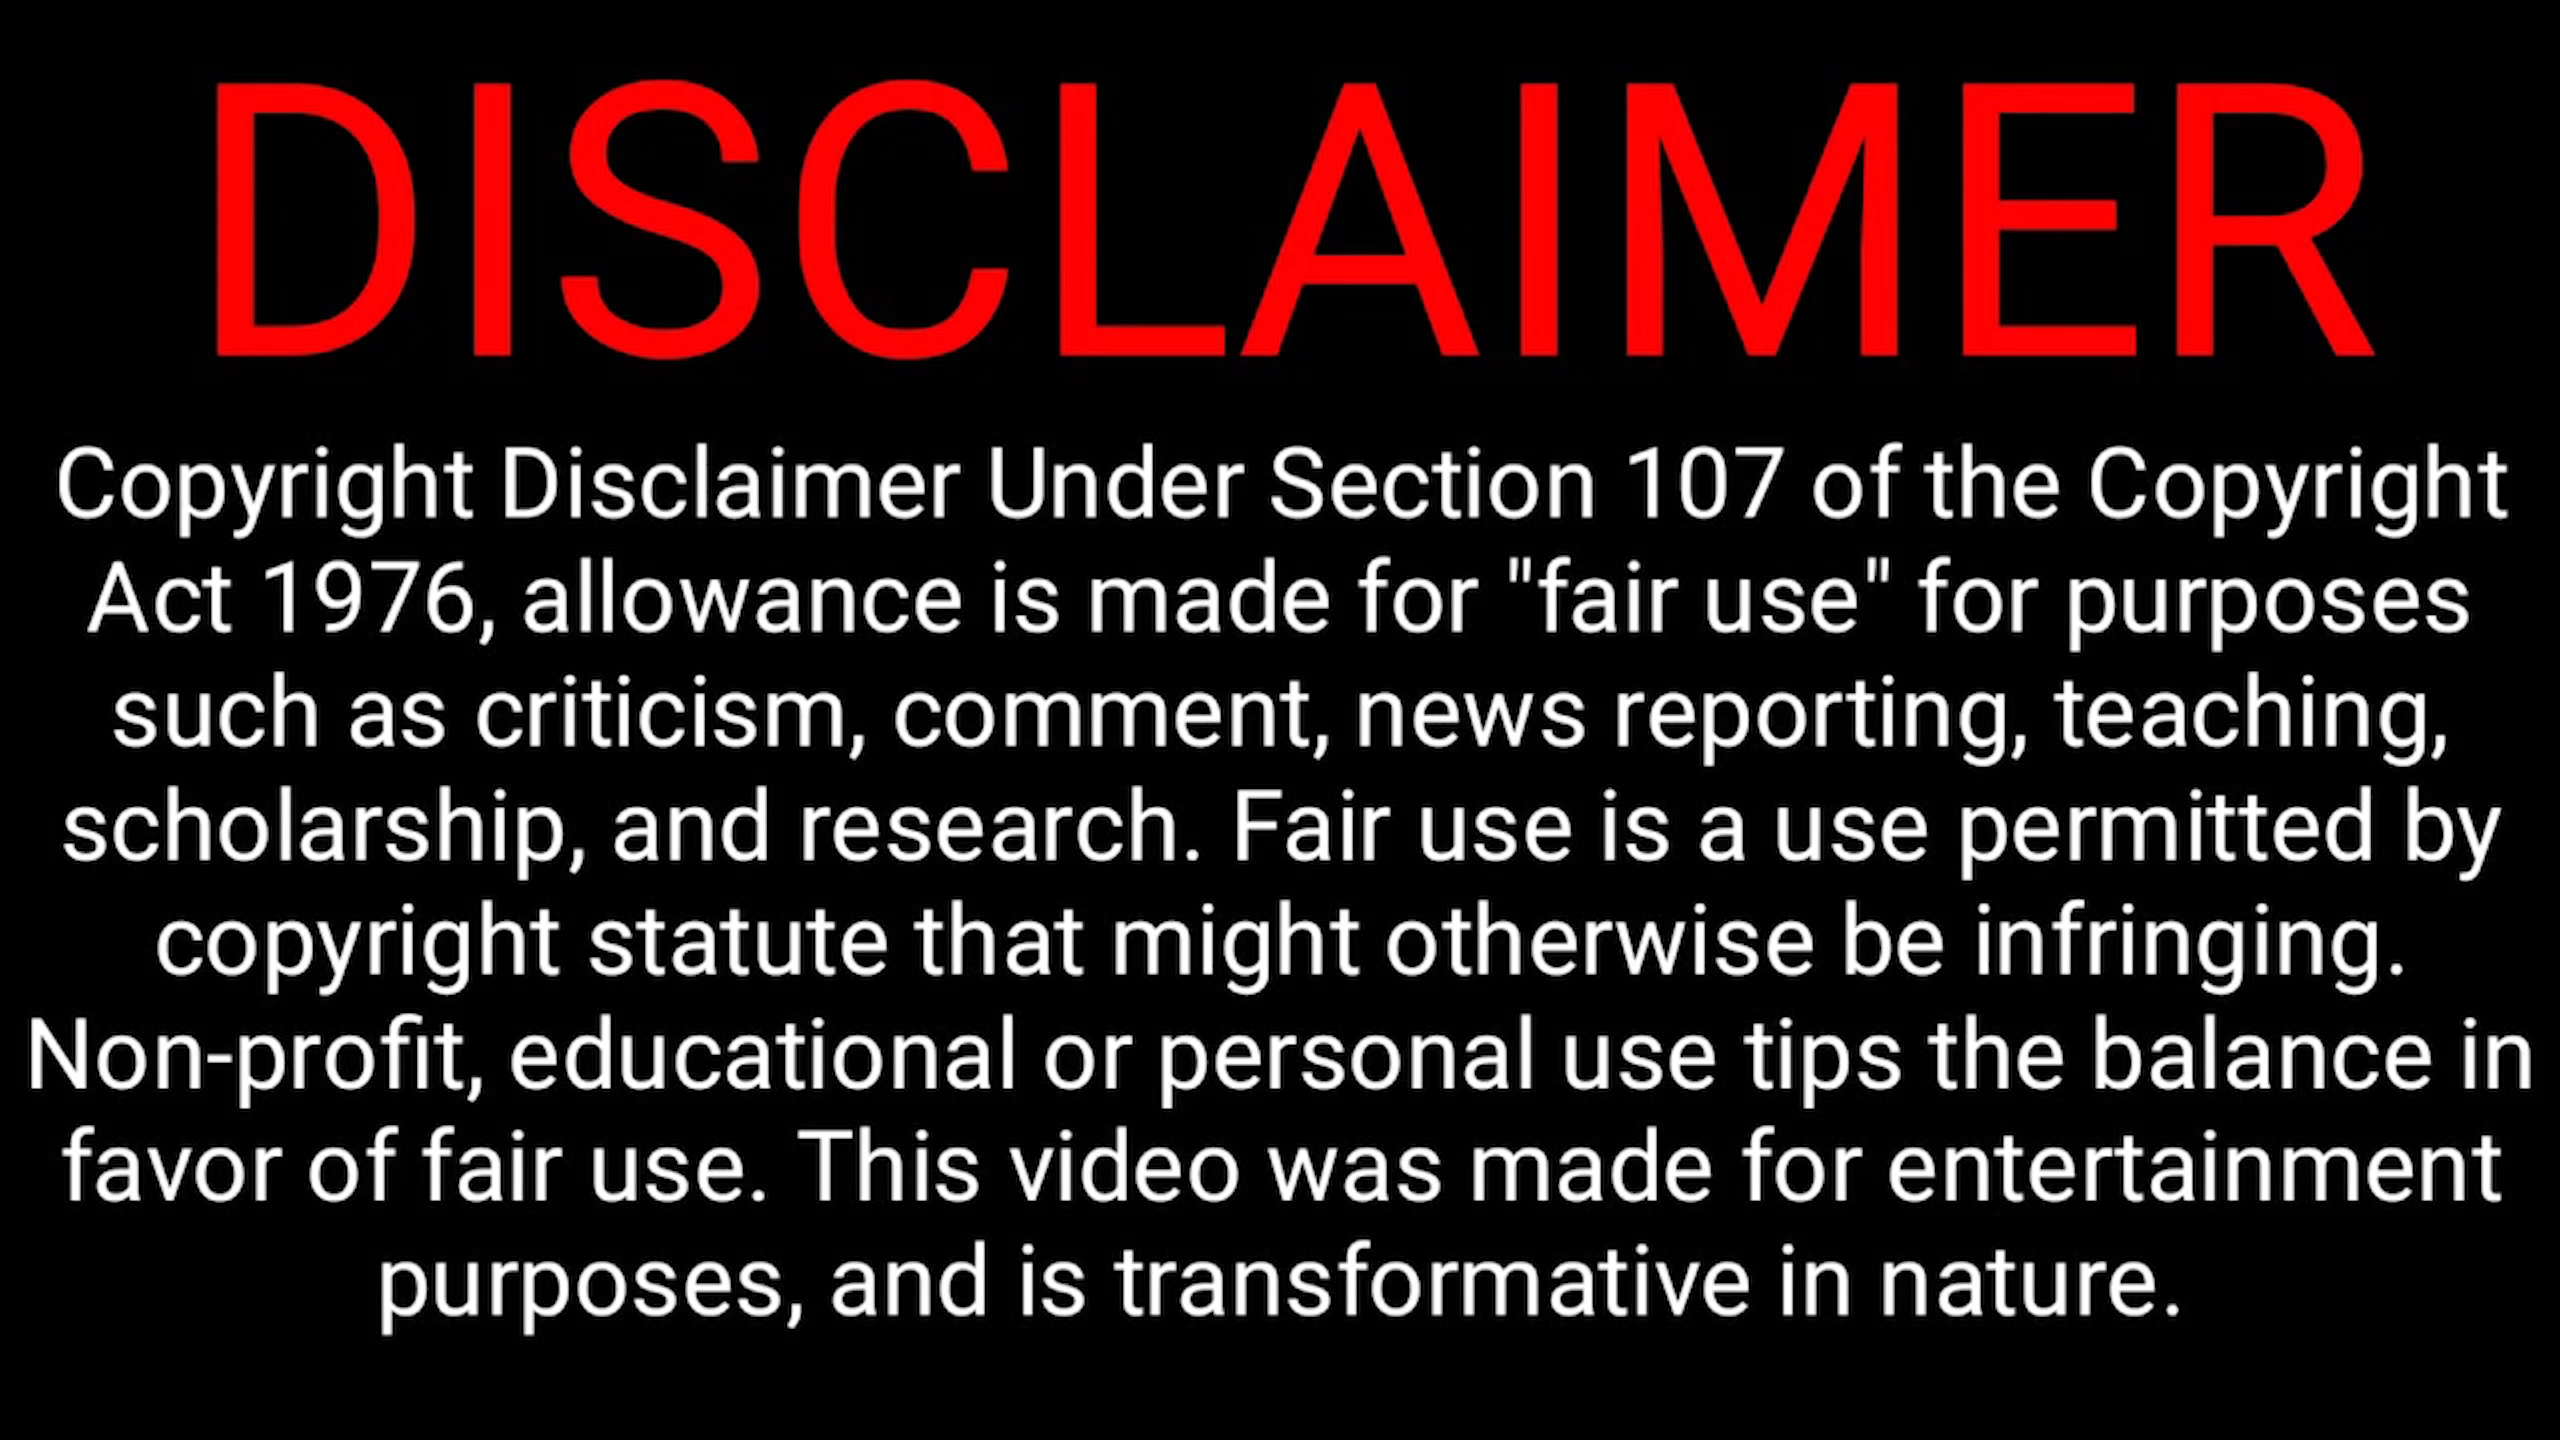 DISCLAIMER
Copyright Disclaimer Under Section 107 of the Copyright
Act 1976, allowance is made for "fair use" for purposes
such as criticism, comment, news reporting, teaching,
scholarship, and research. Fair use is a use permitted by
copyright statute that might otherwise be infringing.
Non-profit, educational or personal use tips the balance in
favor of fair use. This video was made for entertainment
purposes, and is transformative in nature.